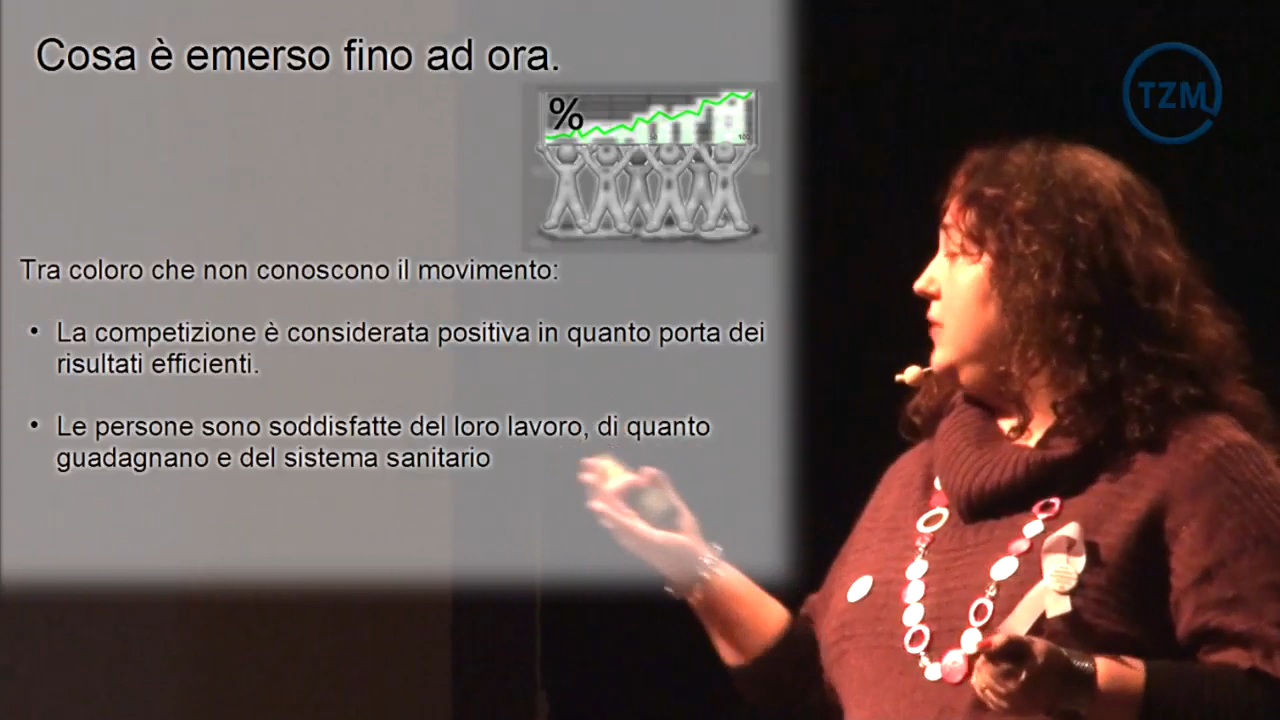 Cosa è emerso fino ad ora.
TZM
%
100
Tra coloro che non conoscono il movimento:
• La competizione è considerata positiva in quanto porta dei
risultati efficienti.
• Le persone sono soddisfatte del loro lavoro, di quanto
guadagnano e del sistema sanitario